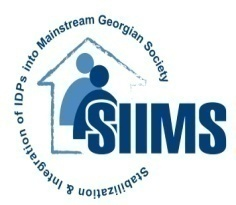 Stabilization & Integration of IDPs into Mainstream Georgian Society
SIIMS